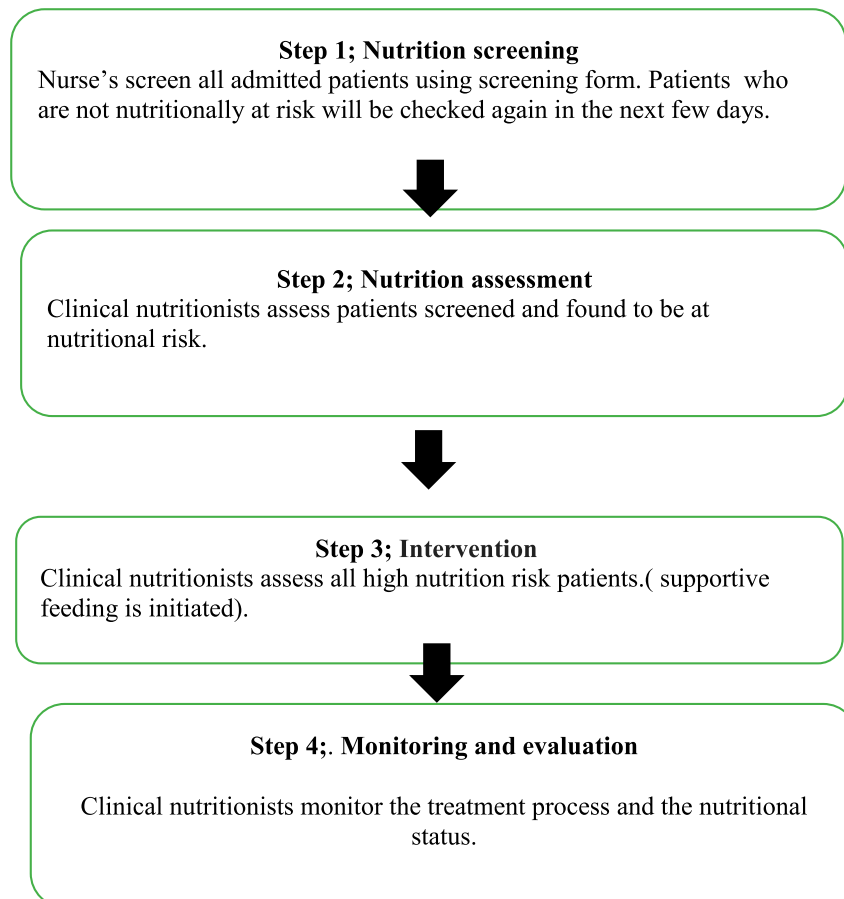 Step 1; Nutrition screening
Nurse’s screen all admitted patients using screening form. Patients who
are not nutritionally at risk will be checked again in the next few days.
Step 2; Nutrition assessment
Clinical nutritionists assess patients screened and found to be at
nutritional risk.
Step 3; Intervention
Clinical nutritionists assess all high nutrition risk patients.( supportive
feeding is initiated).
Step 4;. Monitoring and evaluation
Clinical nutritionists monitor the treatment process and the nutritional
status.